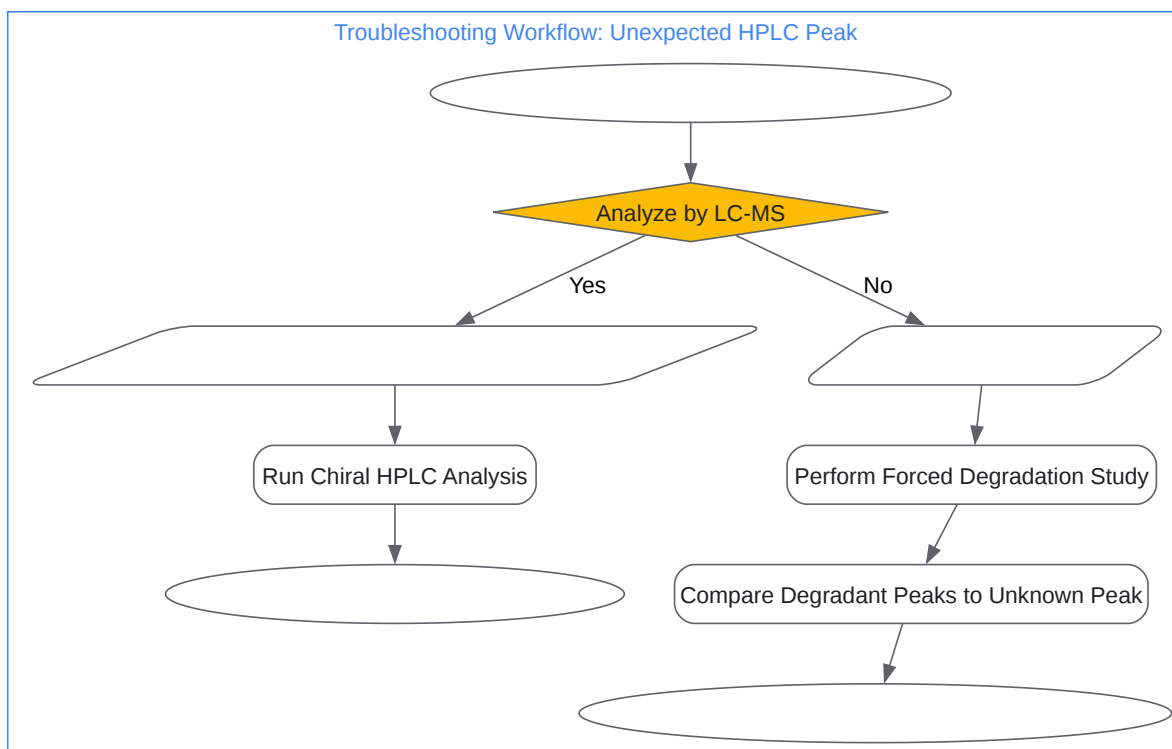 Troubleshooting Workflow: Unexpected HPLC Peak
Analyze by LC-MS
Yes
No
Run Chiral HPLC Analysis
Perform Forced Degradation Study
Compare Degradant Peaks to Unknown Peak